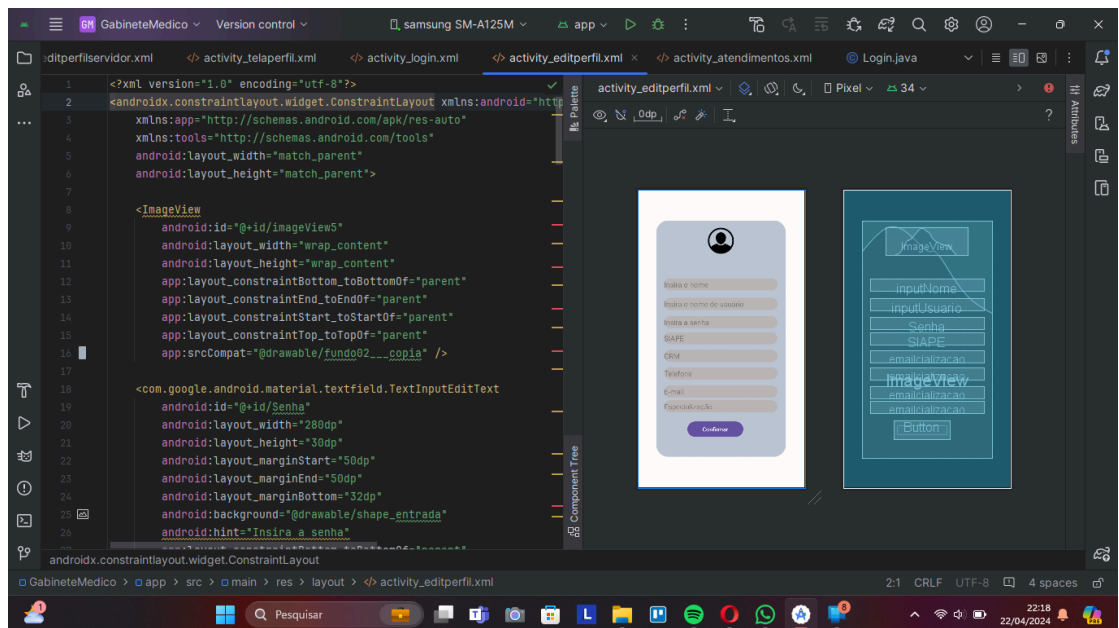 GM GabineteMedico Version control samsung SM-A125M app
editperfilservidor.xml activity_telaperfil.xml activity_login.xml activity_editperfil.xml activity_atendimentos.xml Login.java
1 <?xml version="1.0" encoding="utf-8"?>
2 <androidx.constraintlayout.widget.ConstraintLayout xmlns:android="http
3 xmlns:app="http://schemas.android.com/apk/res-auto"
4 xmlns:tools="http://schemas.android.com/tools"
5 android:layout_width="match_parent"
6 android:layout_height="match_parent">
7
8 <ImageView
9 android:id="@+id/imageView5"
10 android:layout_width="wrap_content"
11 android:layout_height="wrap_content"
12 app:layout_constraintBottom_toBottomOf="parent"
13 app:layout_constraintEnd_toEndOf="parent"
14 app:layout_constraintStart_toStartOf="parent"
15 app:layout_constraintTop_toTopOf="parent"
16 app:srcCompat="@drawable/fundo02___copia" />
17
18 <com.google.android.material.textfield.TextInputEditText
19 android:id="@+id/Senha"
20 android:layout_width="280dp"
21 android:layout_height="30dp"
22 android:layout_marginStart="50dp"
23 android:layout_marginEnd="50dp"
24 android:layout_marginBottom="32dp"
25 android:background="@drawable/shape_entrada"
26 android:hint="Insira a senha"
androidx.constraintlayout.widget.ConstraintLayout
Palette
Component Tree
activity_editperfil.xml Pixel 34
0dp ?
Attributes
Insira o nome
Insira o nome de usuário
Insira a senha
SIAPE
CRM
Telefone
E-mail
Especialização
Confirmar
ImageView
inputNome
inputUsuario
Senha
SIAPE
emailcializacao
ImageView
emailcializacao
emailcializacao
Button
GabineteMedico > app > src > main > res > layout > activity_editperfil.xml 2:1 CRLF UTF-8 4 spaces
1 Pesquisar L 8 22:18
22/04/2024 PRE